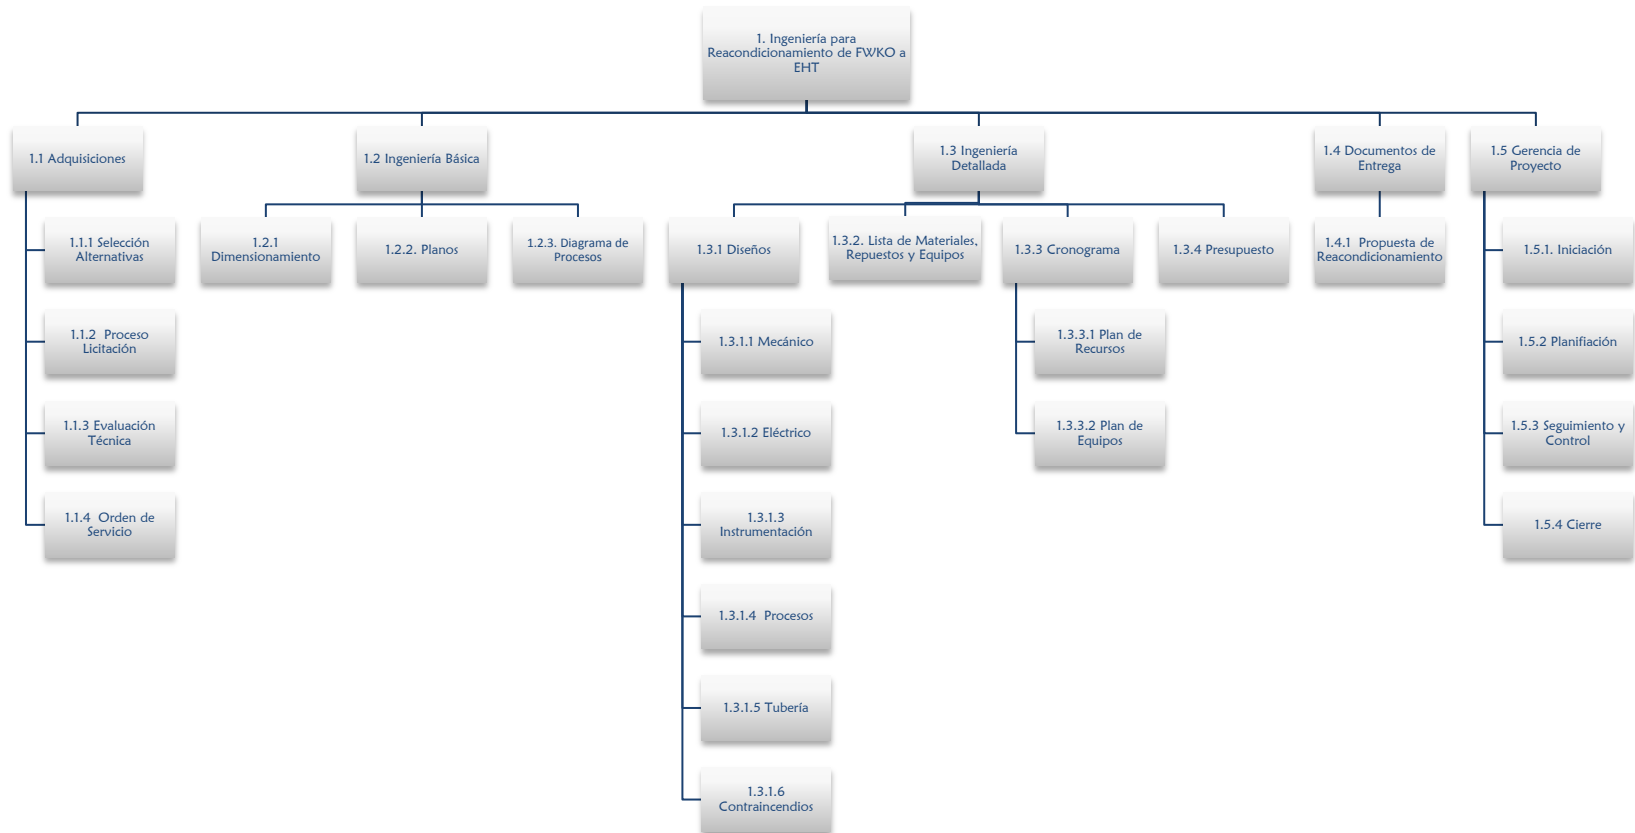 1. Ingeniería para
Reacondicionamiento de FWKO a
EHT
1.1 Adquisiciones
1.2 Ingeniería Básica
1.3 Ingeniería
Detallada
1.4 Documentos de
Entrega
1.5 Gerencia de
Proyecto
1.1.1 Selección
Alternativas
1.2.1
Dimensionamiento
1.2.2. Planos
1.2.3. Diagrama de
Procesos
1.3.1 Diseños
1.3.2. Lista de Materiales,
Repuestos y Equipos
1.3.3 Cronograma
1.3.4 Presupuesto
1.4.1 Propuesta de
Reacondicionamiento
1.5.1. Iniciación
1.1.2 Proceso
Licitación
1.3.1.1 Mecánico
1.3.3.1 Plan de
Recursos
1.5.2 Planifiación
1.1.3 Evaluación
Técnica
1.3.1.2 Eléctrico
1.3.3.2 Plan de
Equipos
1.5.3 Seguimiento y
Control
1.1.4 Orden de
Servicio
1.3.1.3
Instrumentación
1.5.4 Cierre
1.3.1.4 Procesos
1.3.1.5 Tubería
1.3.1.6
Contraincendios